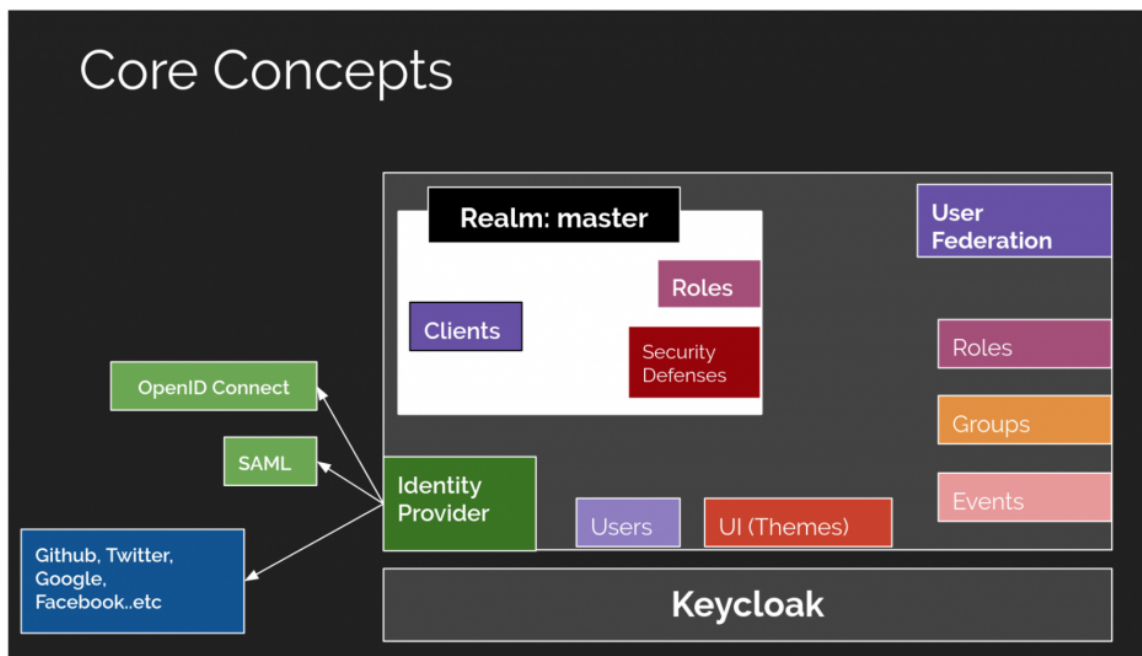 Core Concepts
Realm: master
User
Federation
Roles
Clients
Security
Defenses
Roles
OpenID Connect
Groups
SAML
Identity
Provider
Events
Users
UI (Themes)
Github, Twitter,
Google,
Facebook..etc
Keycloak